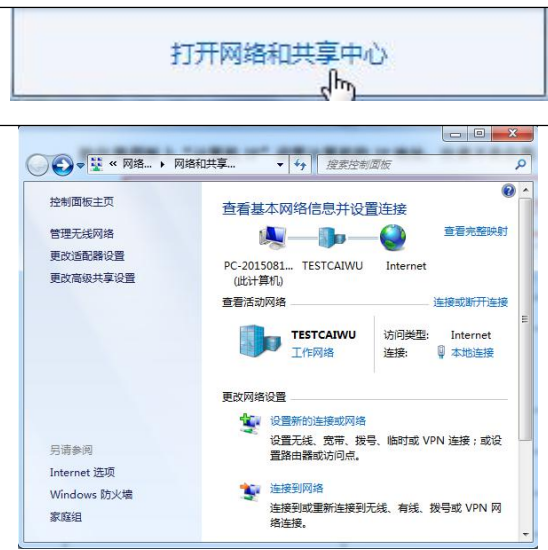 打开网络和共享中心
« 网络... ▸ 网络和共享...
搜索控制面板
控制面板主页
管理无线网络
更改适配器设置
更改高级共享设置
另请参阅
Internet 选项
Windows 防火墙
家庭组
查看基本网络信息并设置连接
查看完整映射
PC-2015081...
(此计算机)
TESTCAIWU
Internet
查看活动网络
连接或断开连接
TESTCAIWU
工作网络
访问类型: Internet
连接: 本地连接
更改网络设置
设置新的连接或网络
设置无线、宽带、拨号、临时或 VPN 连接；或设
置路由器或访问点。
连接到网络
连接到或重新连接到无线、有线、拨号或 VPN 网
络连接。